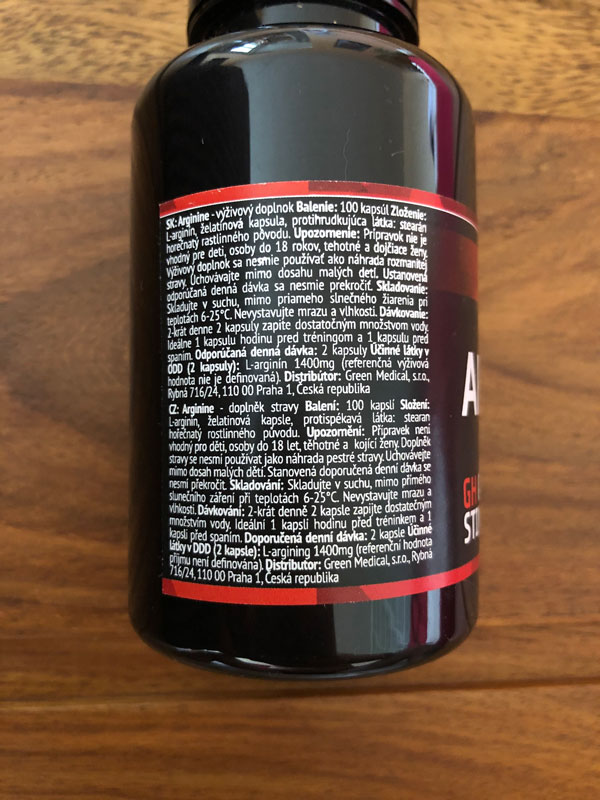 SK: Arginine - výživový doplnok Balenie: 100 kapsúl Zloženie:
L-arginín, želatínová kapsula, protihrudkujúca látka: stearán
horečnatý rastlinného pôvodu. Upozornenie: Prípravok nie je
vhodný pre deti, osoby do 18 rokov, tehotné a dojčiace ženy.
Výživový doplnok sa nesmie používať ako náhrada rozmanitej
stravy. Uchovávajte mimo dosahu malých detí. Ustanovená
odporúčaná denná dávka sa nesmie prekročiť. Skladovanie:
Skladujte v suchu, mimo priameho slnečného žiarenia pri
teplotách 6-25°C. Nevystavujte mrazu a vlhkosti. Dávkovanie:
2-krát denne 2 kapsuly zapite dostatočným množstvom vody.
Ideálne 1 kapsulu hodinu pred tréningom a 1 kapsulu pred
spaním. Odporúčaná denná dávka: 2 kapsuly Účinné látky v
DDD (2 kapsuly): L-arginín 1400mg (referenčná výživová
hodnota nie je definovaná). Distribútor: Green Medical, s.r.o.,
Rybná 716/24, 110 00 Praha 1, Česká republika
CZ: Arginine - doplněk stravy Balení: 100 kapslí Složení:
L-arginin, želatinová kapsle, protispékavá látka: stearan
hořečnatý rostlinného původu. Upozornění: Přípravek není
vhodný pro děti, osoby do 18 let, těhotné a kojící ženy. Doplněk
stravy se nesmí používat jako náhrada pestré stravy. Uchovávejte
mimo dosah malých dětí. Stanovená doporučená denní dávka se
nesmí překročit. Skladování: Skladujte v suchu, mimo přímého
slunečního záření při teplotách 6-25°C. Nevystavujte mrazu a
vlhkosti. Dávkování: 2-krát denně 2 kapsle zapijte dostatečným
množstvím vody. Ideální 1 kapsli hodinu před tréninkem a 1
kapsli před spaním. Doporučená denní dávka: 2 kapsle Účinné
látky v DDD (2 kapsle): L-argining 1400mg (referenční hodnota
příjmu není definována). Distributor: Green Medical, s.r.o., Rybná
716/24, 110 00 Praha 1, Česká republika
GH